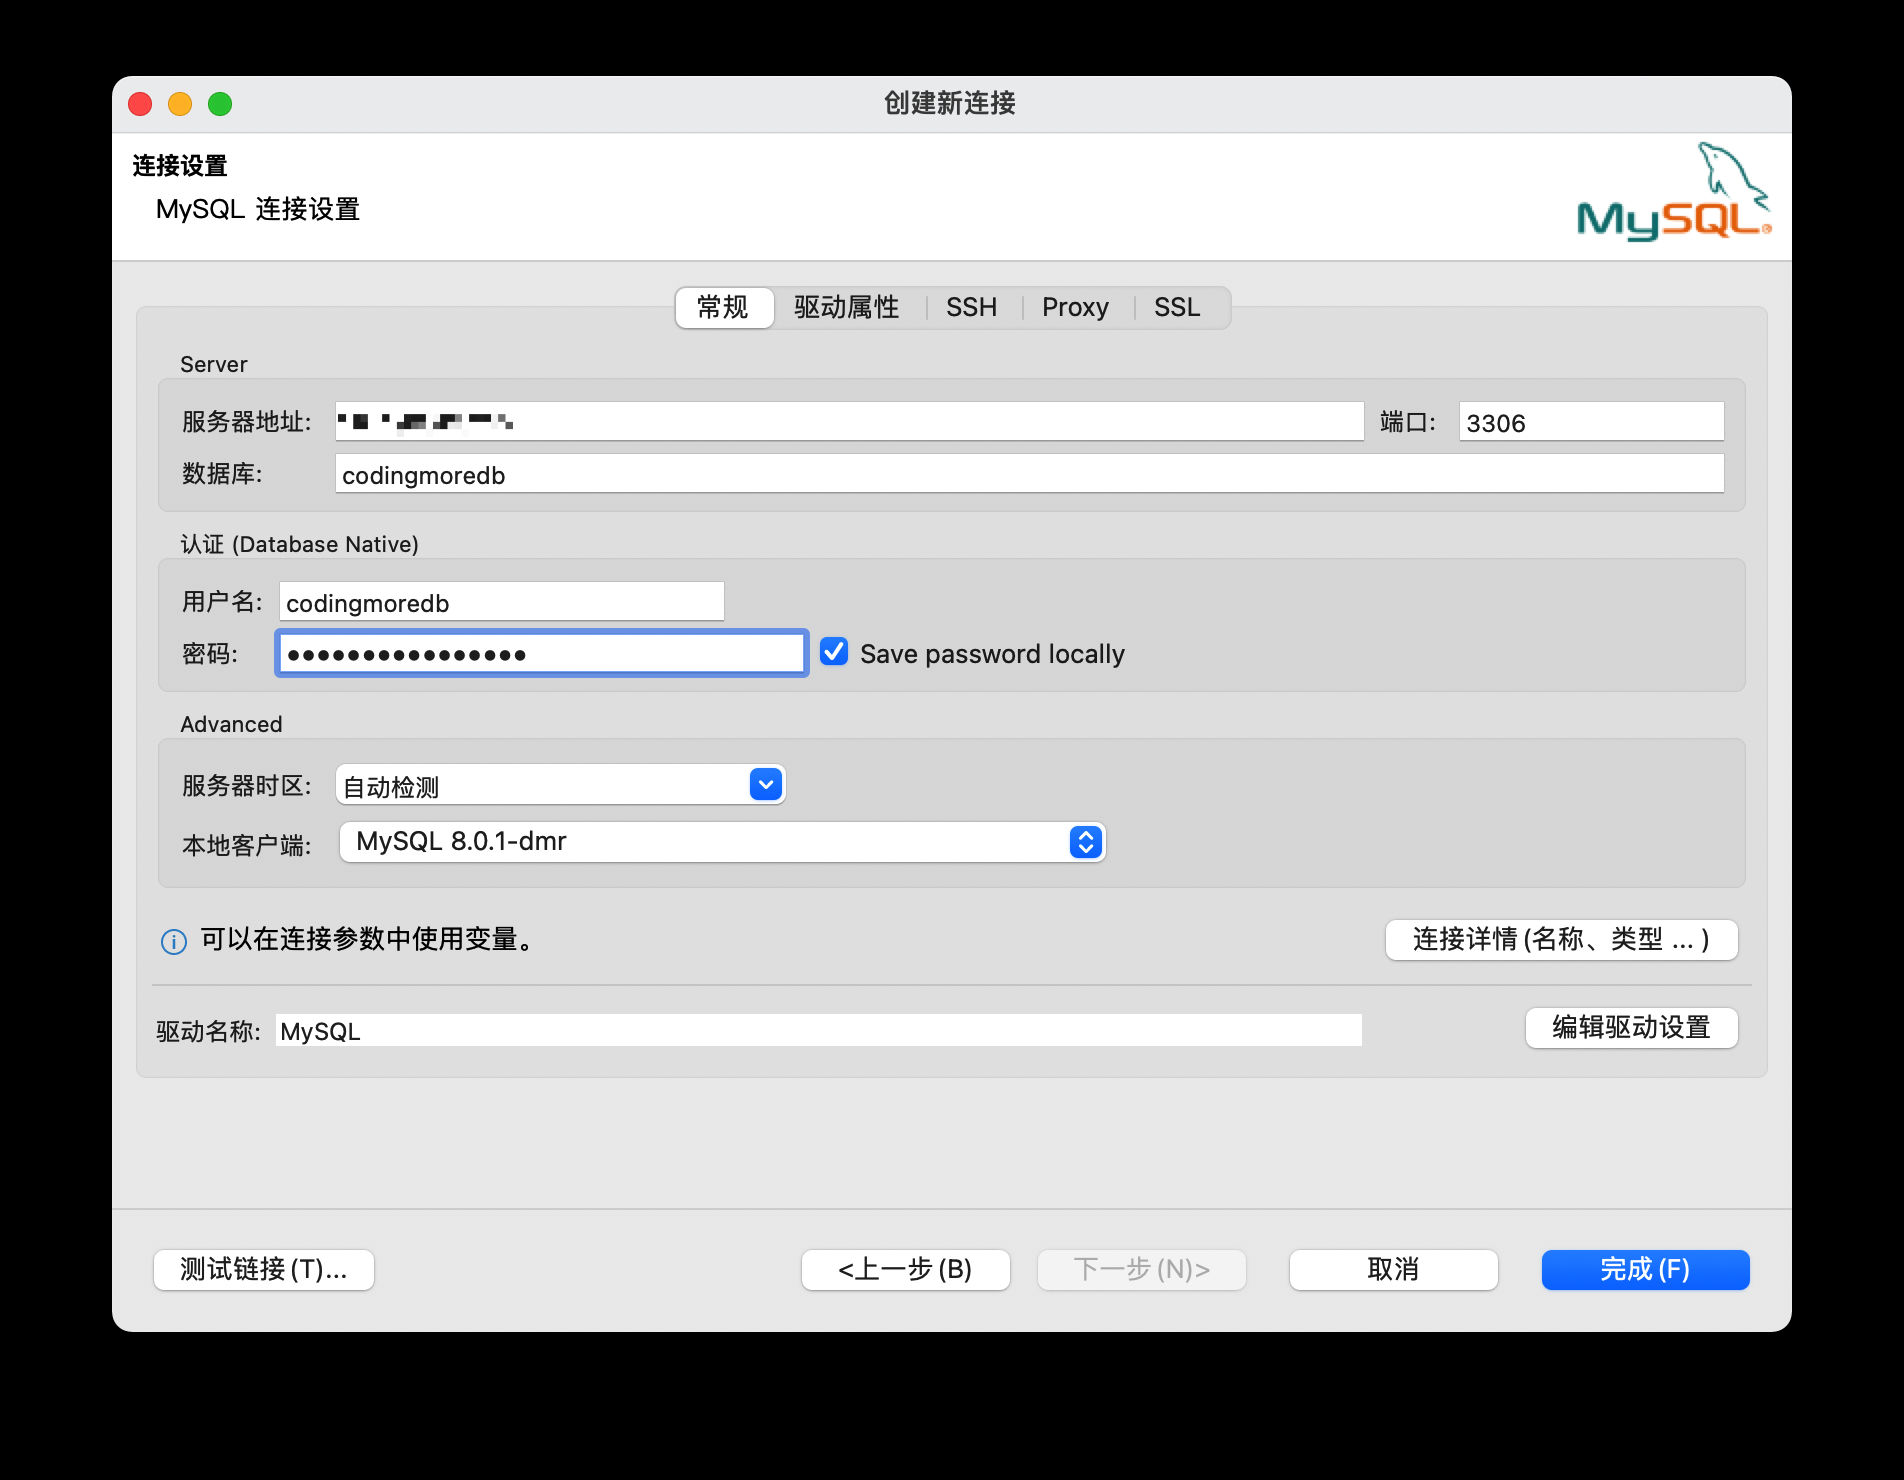 创建新连接
连接设置
MySQL 连接设置
MySQL®
常规 驱动属性 SSH Proxy SSL
Server
服务器地址: 端口: 3306
数据库: codingmoredb
认证 (Database Native)
用户名: codingmoredb
密码: •••••••••••••••• Save password locally
Advanced
服务器时区: 自动检测
本地客户端: MySQL 8.0.1-dmr
可以在连接参数中使用变量。 连接详情(名称、类型 ... )
驱动名称: MySQL 编辑驱动设置
测试链接(T)... <上一步(B) 下一步(N)> 取消 完成(F)